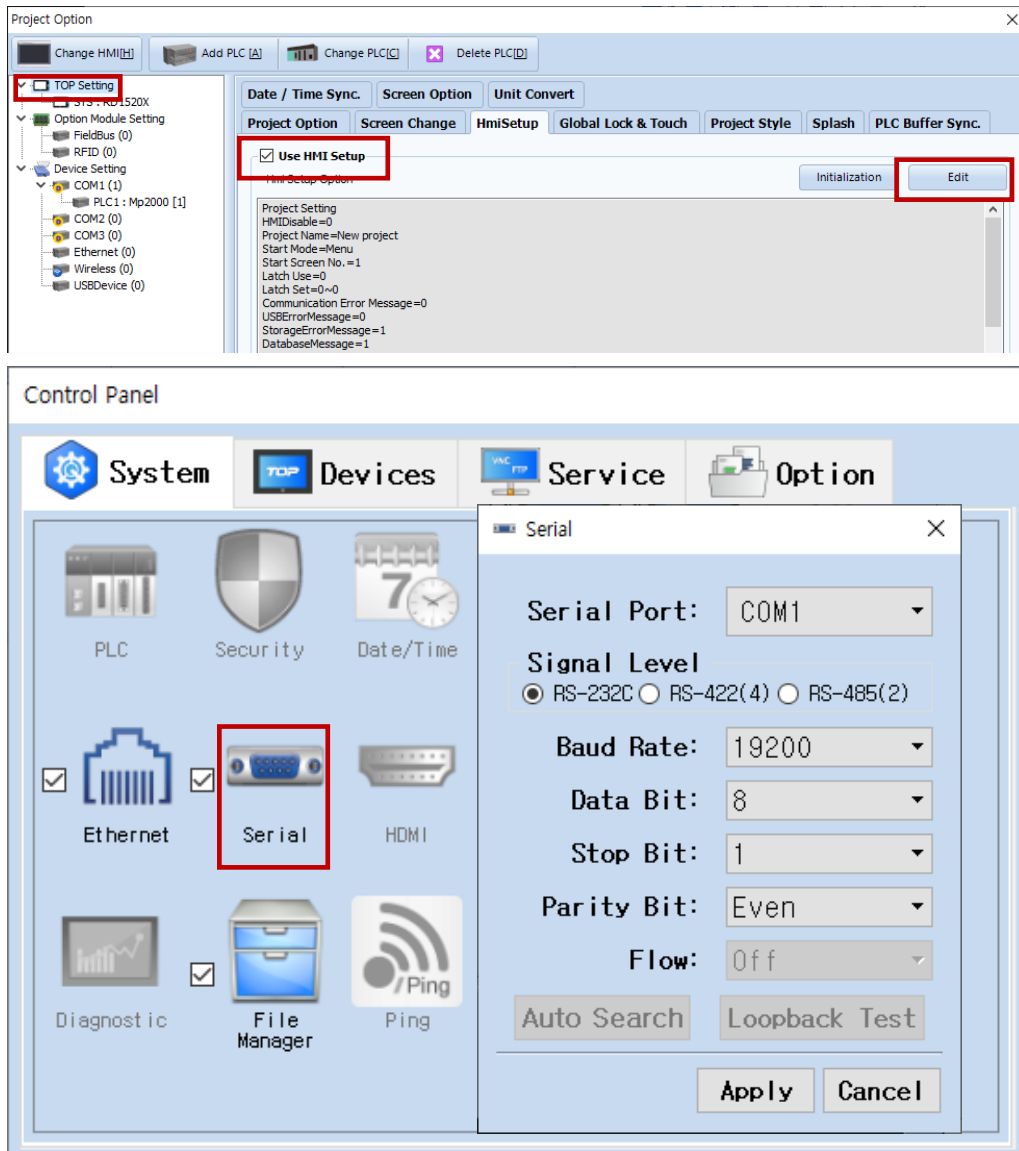 Project Option
Change HMI[H] Add PLC [A] Change PLC[C] Delete PLC[D]
TOP Setting
SYS : RD1520X
Option Module Setting
FieldBus (0)
RFID (0)
Device Setting
COM1 (1)
PLC1 : Mp2000 [1]
COM2 (0)
COM3 (0)
Ethernet (0)
Wireless (0)
USBDevice (0)
Date / Time Sync. Screen Option Unit Convert
Project Option Screen Change HmiSetup Global Lock & Touch Project Style Splash PLC Buffer Sync.
Use HMI Setup
Hmi Setup Option
Initialization Edit
Project Setting
HMIDisable=0
Project Name=New project
Start Mode=Menu
Start Screen No.=1
Latch Use=0
Latch Set=0~0
Communication Error Message=0
USBErrorMessage=0
StorageErrorMessage=1
DatabaseMessage=1
Control Panel
System TOP Devices VNC FTP Service Option
PLC Security 7 Date/Time
Ethernet Serial HDMI
Diagnostic File Manager /Ping Ping
Serial
Serial Port: COM1
Signal Level
RS-232C RS-422(4) RS-485(2)
Baud Rate: 19200
Data Bit: 8
Stop Bit: 1
Parity Bit: Even
Flow: Off
Auto Search Loopback Test
Apply Cancel